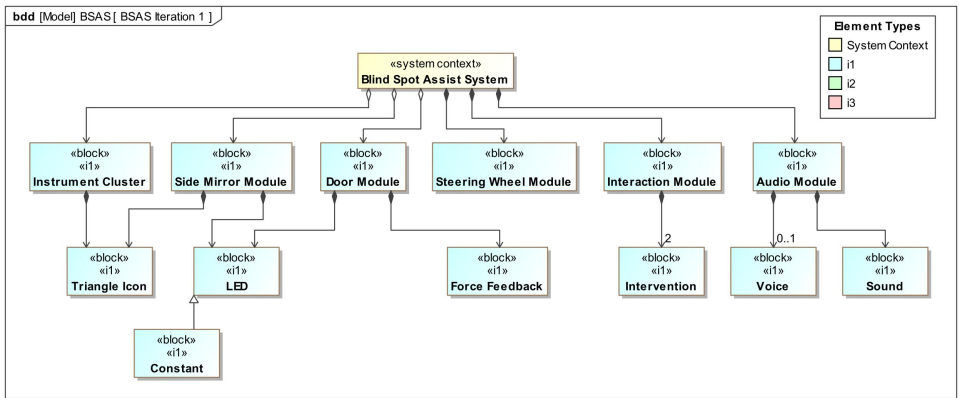 bdd [Model] BSAS [ BSAS Iteration 1 ]
Element Types
System Context
i1
i2
i3
«system context»
Blind Spot Assist System
«block»
«i1»
Instrument Cluster
«block»
«i1»
Side Mirror Module
«block»
«i1»
Door Module
«block»
«i1»
Steering Wheel Module
«block»
«i1»
Interaction Module
«block»
«i1»
Audio Module
2
0..1
«block»
«i1»
Triangle Icon
«block»
«i1»
LED
«block»
«i1»
Force Feedback
«block»
«i1»
Intervention
«block»
«i1»
Voice
«block»
«i1»
Sound
«block»
«i1»
Constant